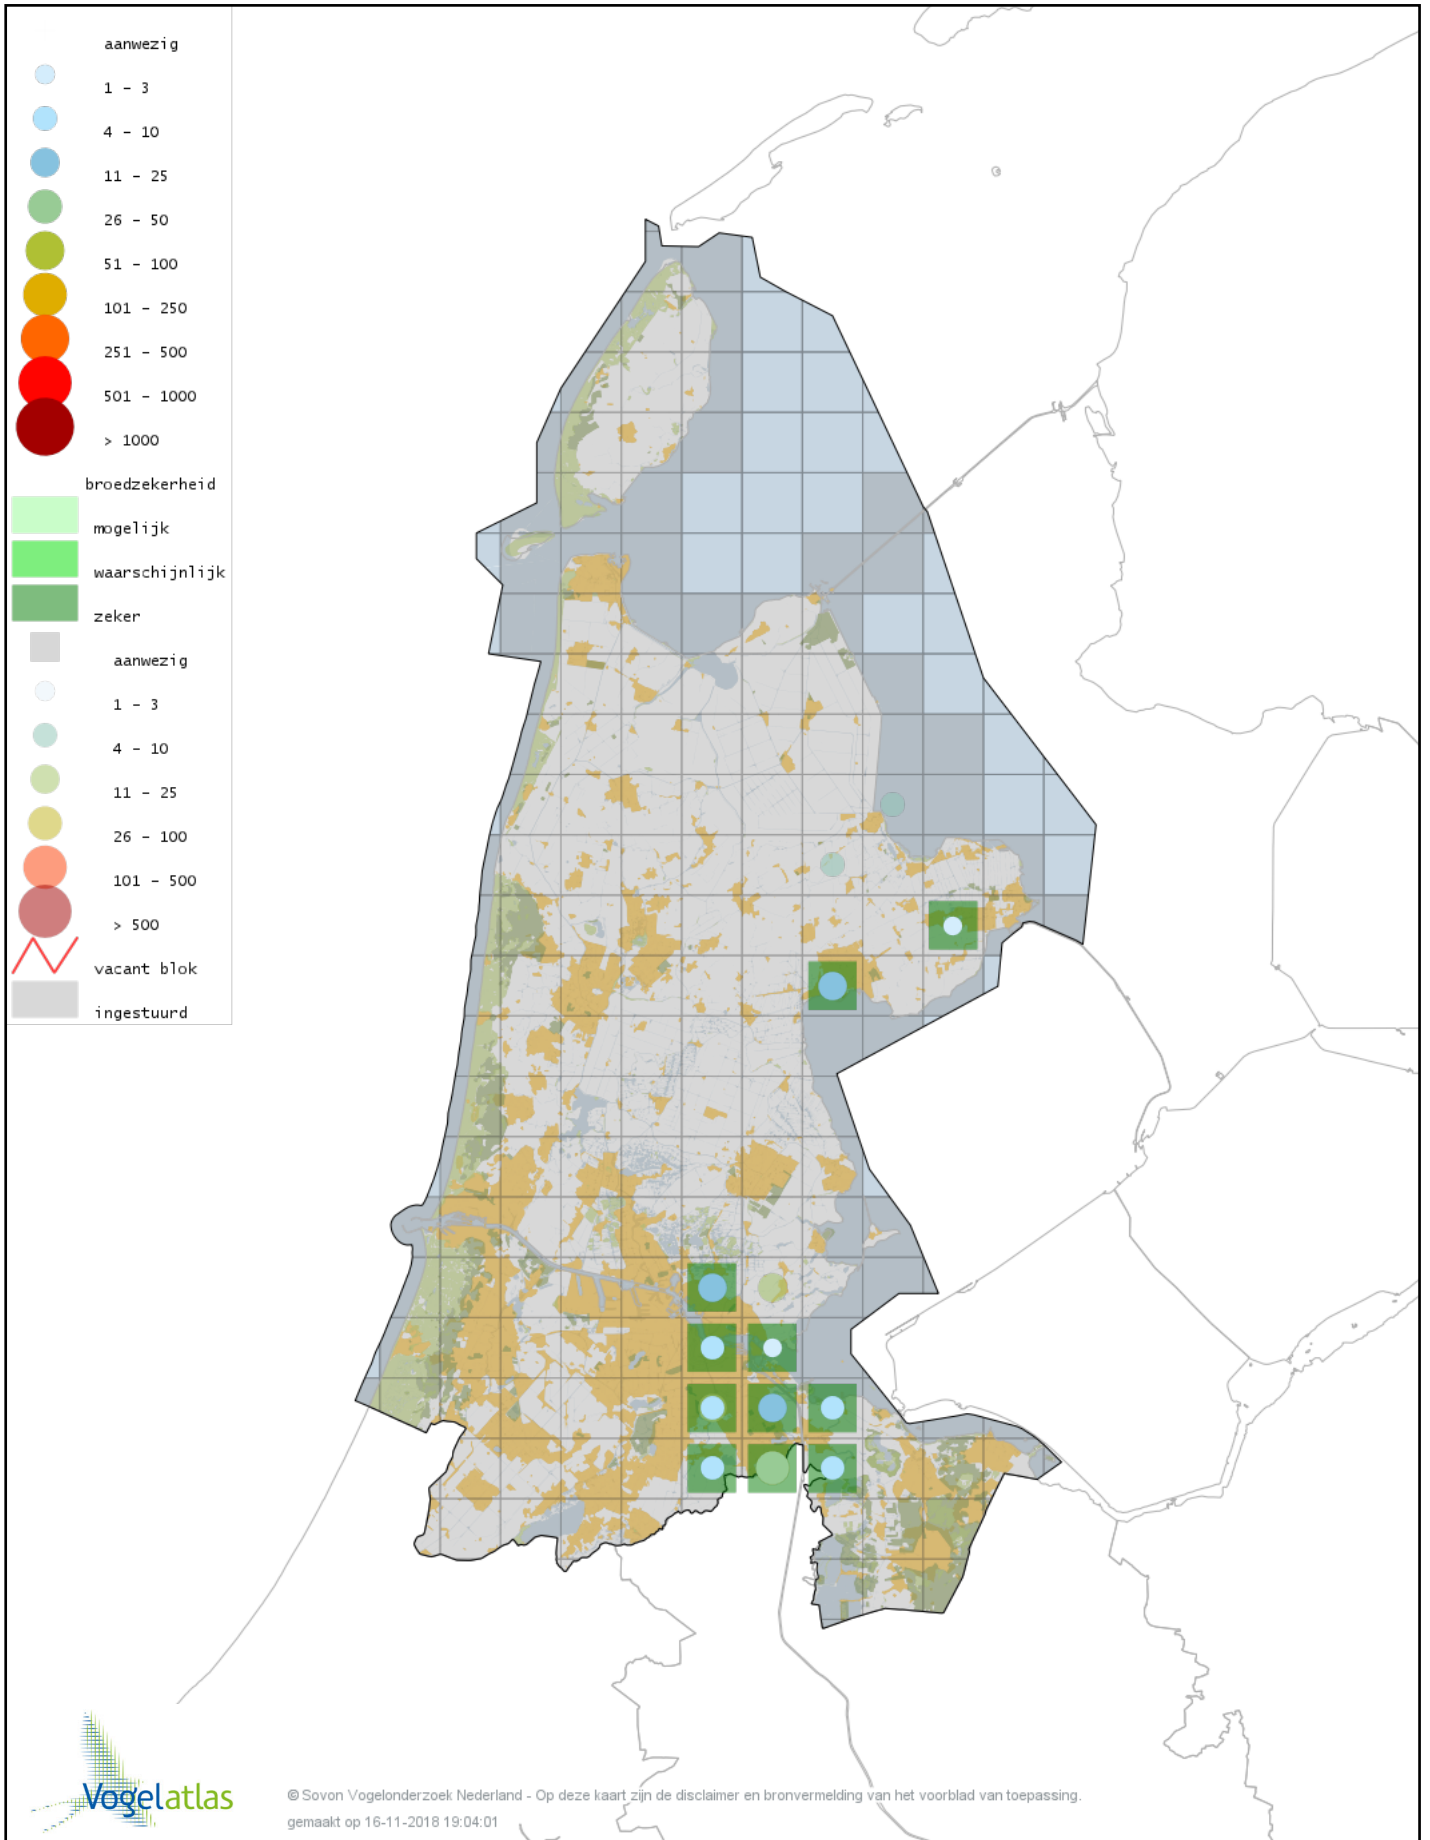 aanwezig
1 - 3
4 - 10
11 - 25
26 - 50
51 - 100
101 - 250
251 - 500
501 - 1000
> 1000
broedzekerheid
mogelijk
waarschijnlijk
zeker
aanwezig
1 - 3
4 - 10
11 - 25
26 - 100
101 - 500
> 500
vacant blok
ingestuurd
Vogelatlas
© Sovon Vogelonderzoek Nederland - Op deze kaart zijn de disclaimer en bronvermelding van het voorblad van toepassing.
gemaakt op 16-11-2018 19:04:01